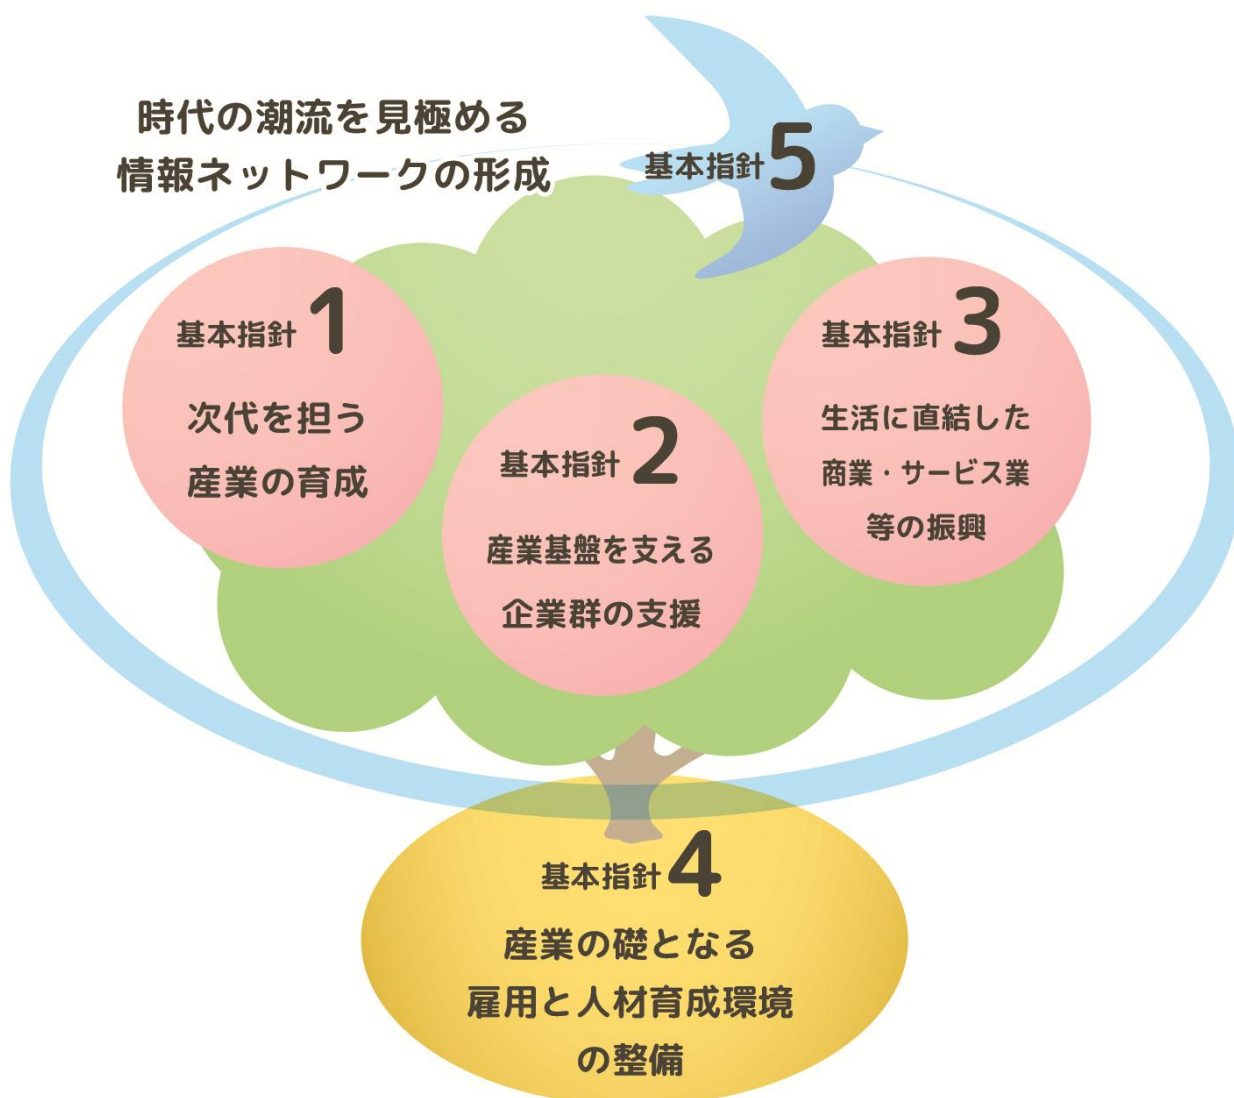 時代の潮流を見極める
情報ネットワークの形成
基本指針5
基本指針1
次代を担う
産業の育成
基本指針2
産業基盤を支える
企業群の支援
基本指針3
生活に直結した
商業・サービス業
等の振興
基本指針4
産業の礎となる
雇用と人材育成環境
の整備